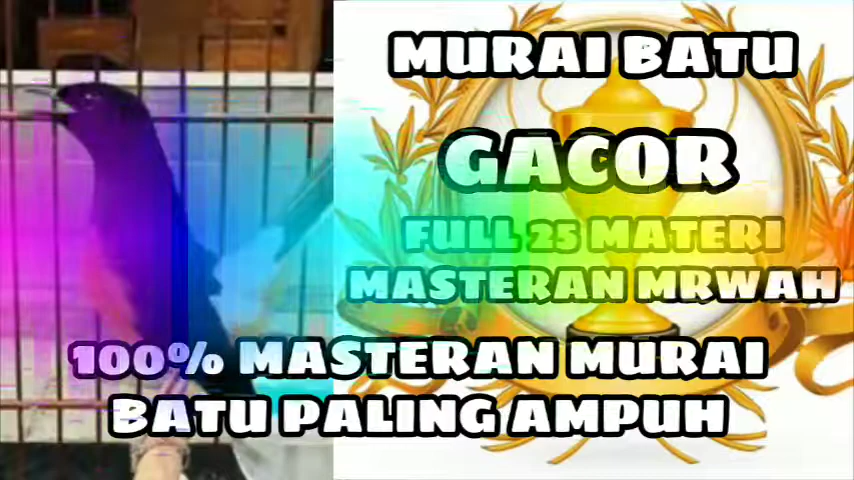 MURAI BATU
GACOR
FULL 25 MATERI
MASTERAN MRWAH
100% MASTERAN MURAI
BATU PALING AMPUH